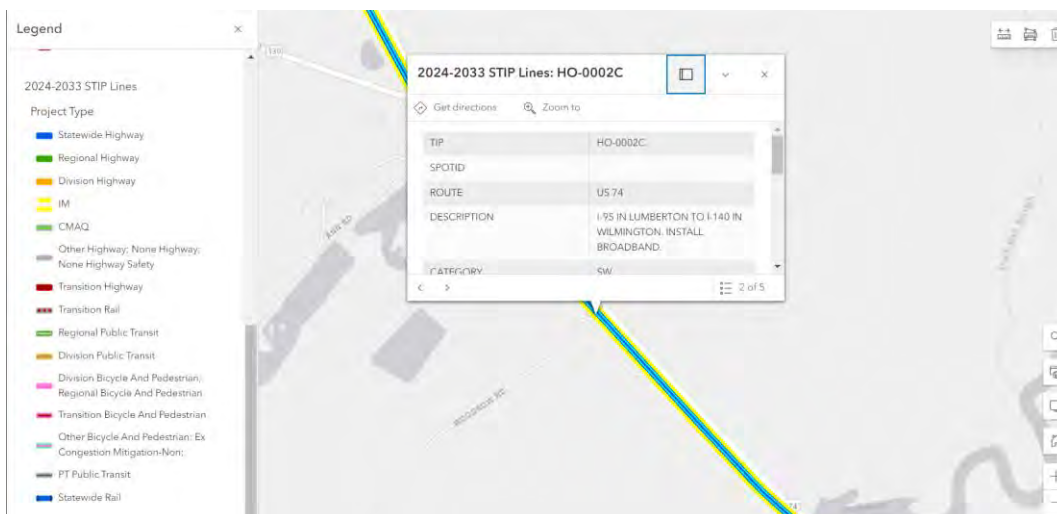 Legend
2024-2033 STIP Lines
Project Type
Statewide Highway
Regional Highway
Division Highway
IM
CMAQ
Other Highway; None Highway;
None Highway Safety
Transition Highway
Transition Rail
Regional Public Transit
Division Public Transit
Division Bicycle And Pedestrian;
Regional Bicycle And Pedestrian
Transition Bicycle And Pedestrian
Other Bicycle And Pedestrian: Ex
Congestion Mitigation-Non:
PT Public Transit
Statewide Rail
2024-2033 STIP Lines: HO-0002C
Get directions Zoom to
TIP HO-0002C
SPOTID
ROUTE US 74
DESCRIPTION I-95 IN LUMBERTON TO I-140 IN
WILMINGTON. INSTALL
BROADBAND.
CATEGORY SW
2 of 5